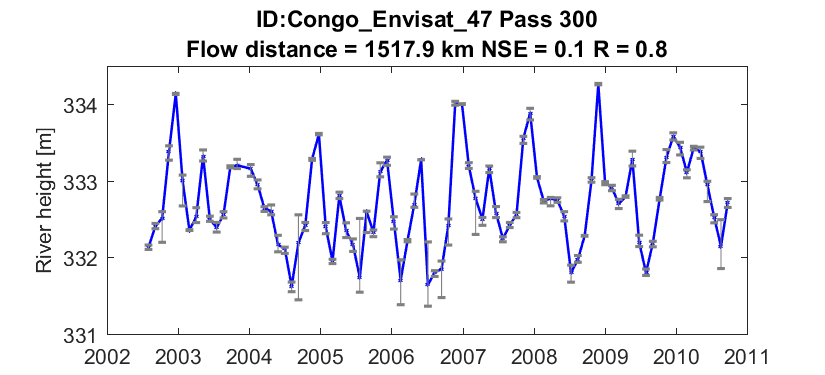 ID:Congo_Envisat_47 Pass 300
Flow distance = 1517.9 km NSE = 0.1 R = 0.8
River height [m]
334
333
332
331
2002 2003 2004 2005 2006 2007 2008 2009 2010 2011